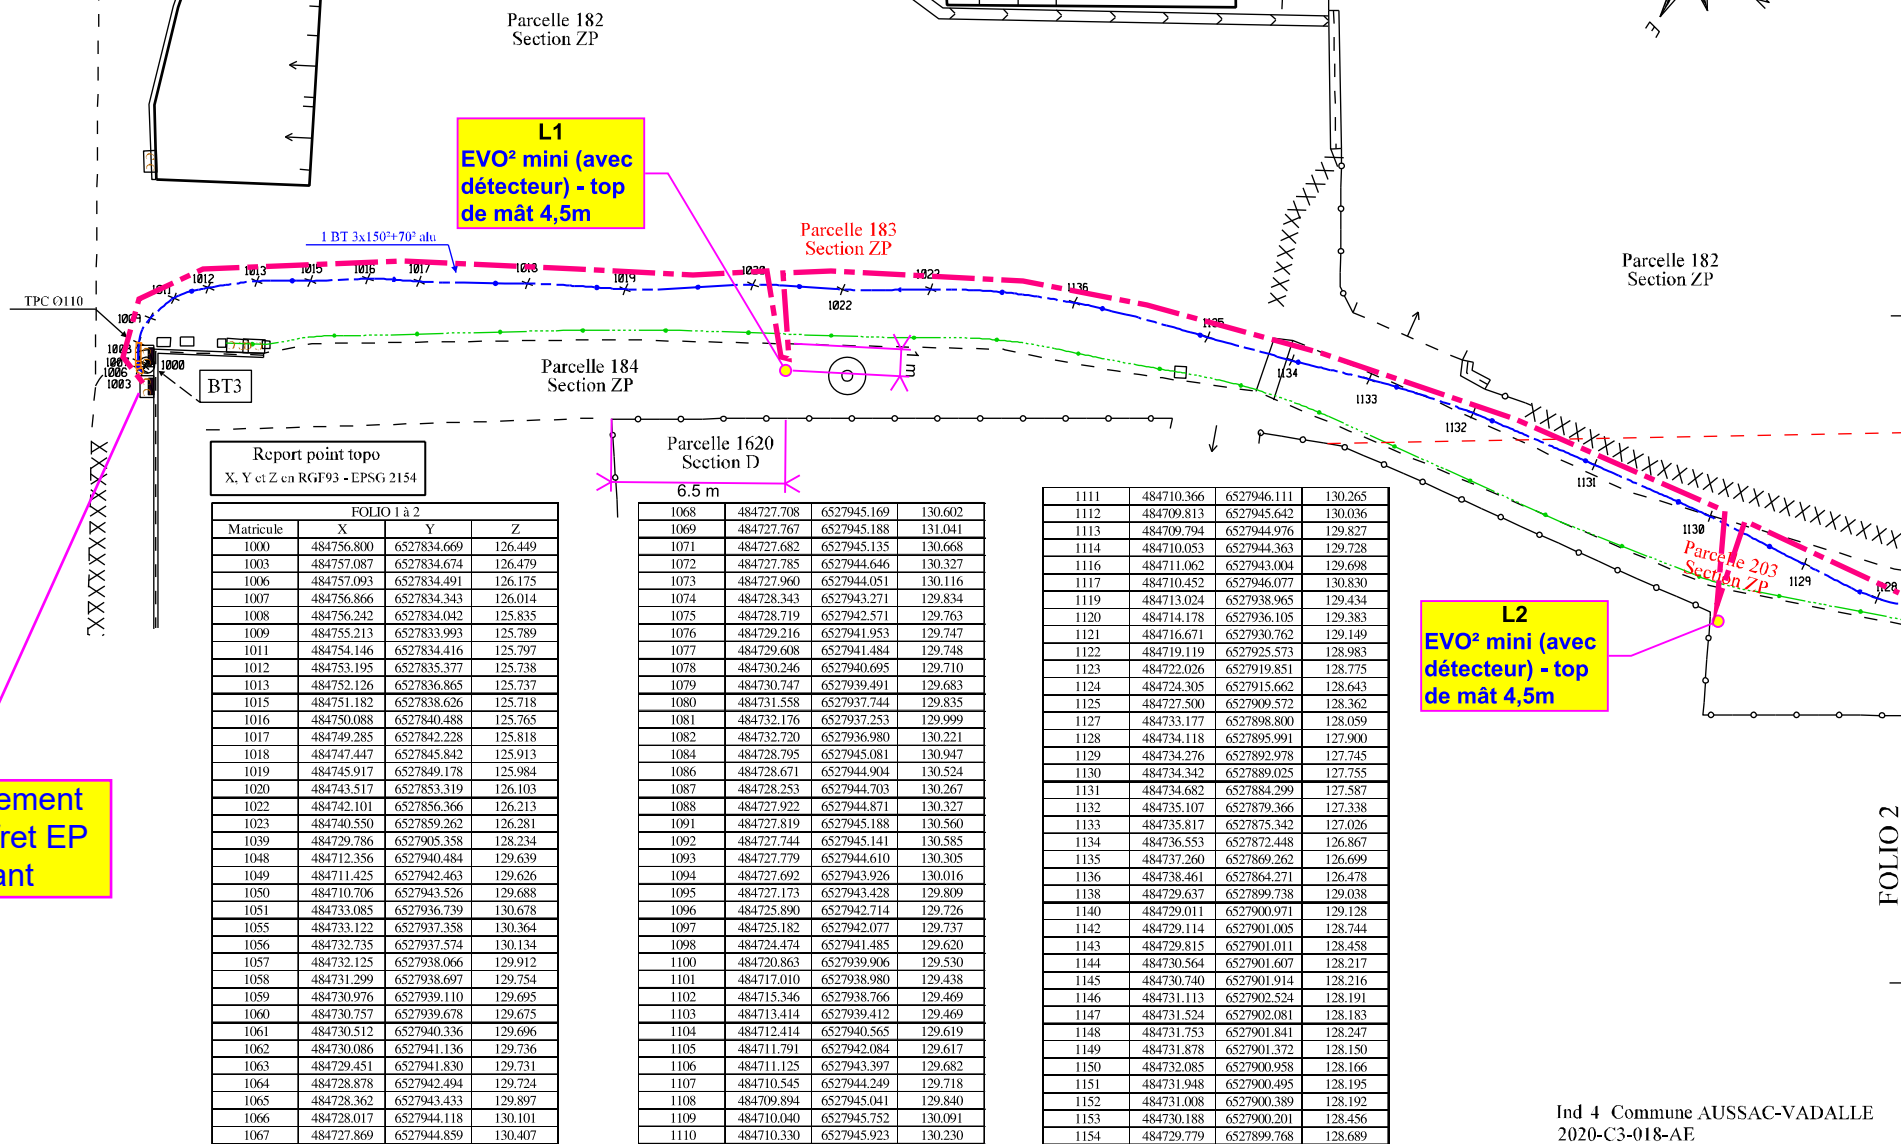 Parcelle 182
Section ZP
E
L1
EVO² mini (avec
détecteur) - top
de mât 4,5m
1 BT 3x150²+70² alu
Parcelle 183
Section ZP
Parcelle 182
Section ZP
TPC Ø110
1012
1013
1015
1016
1017
1018
1019
1020
1022
1023
1136
1135
1134
1133
1132
1131
1130
1129
1128
1011
1009
1000
1006
1003
BT3
Parcelle 184
Section ZP
1 m
Parcelle 1620
Section D
6.5 m
Parcelle 203
Section ZP
L2
EVO² mini (avec
détecteur) - top
de mât 4,5m
ement
ret EP
ant
Report point topo
X, Y et Z en RGF93 - EPSG 2154
FOLIO 1 à 2
Matricule X Y Z
1000 484756.800 6527834.669 126.449
1003 484757.087 6527834.674 126.479
1006 484757.093 6527834.491 126.175
1007 484756.866 6527834.343 126.014
1008 484756.242 6527834.042 125.835
1009 484755.213 6527833.993 125.789
1011 484754.146 6527834.416 125.797
1012 484753.195 6527835.377 125.738
1013 484752.126 6527836.865 125.737
1015 484751.182 6527838.626 125.718
1016 484750.088 6527840.488 125.765
1017 484749.285 6527842.228 125.818
1018 484747.447 6527845.842 125.913
1019 484745.917 6527849.178 125.984
1020 484743.517 6527853.319 126.103
1022 484742.101 6527856.366 126.213
1023 484740.550 6527859.262 126.281
1039 484729.786 6527905.358 128.234
1048 484712.356 6527940.484 129.639
1049 484711.425 6527942.463 129.626
1050 484710.706 6527943.526 129.688
1051 484733.085 6527936.739 130.678
1055 484733.122 6527937.358 130.364
1056 484732.735 6527937.574 130.134
1057 484732.125 6527938.066 129.912
1058 484731.299 6527938.697 129.754
1059 484730.976 6527939.110 129.695
1060 484730.757 6527939.678 129.675
1061 484730.512 6527940.336 129.696
1062 484730.086 6527941.136 129.736
1063 484729.451 6527941.830 129.731
1064 484728.878 6527942.494 129.724
1065 484728.362 6527943.433 129.897
1066 484728.017 6527944.118 130.101
1067 484727.869 6527944.859 130.407
1068 484727.708 6527945.169 130.602
1069 484727.767 6527945.188 131.041
1071 484727.682 6527945.135 130.668
1072 484727.785 6527944.646 130.327
1073 484727.960 6527944.051 130.116
1074 484728.343 6527943.271 129.834
1075 484728.719 6527942.571 129.763
1076 484729.216 6527941.953 129.747
1077 484729.608 6527941.484 129.748
1078 484730.246 6527940.695 129.710
1079 484730.747 6527939.491 129.683
1080 484731.558 6527937.744 129.835
1081 484732.176 6527937.253 129.999
1082 484732.720 6527936.980 130.221
1084 484728.795 6527945.081 130.947
1086 484728.671 6527944.904 130.524
1087 484728.253 6527944.703 130.267
1088 484727.922 6527944.871 130.327
1091 484727.819 6527945.188 130.560
1092 484727.744 6527945.141 130.585
1093 484727.779 6527944.610 130.305
1094 484727.692 6527943.926 130.016
1095 484727.173 6527943.428 129.809
1096 484725.890 6527942.714 129.726
1097 484725.182 6527942.077 129.737
1098 484724.474 6527941.485 129.620
1100 484720.863 6527939.906 129.530
1101 484717.010 6527938.980 129.438
1102 484715.346 6527938.766 129.469
1103 484713.414 6527939.412 129.469
1104 484712.414 6527940.565 129.619
1105 484711.791 6527942.084 129.617
1106 484711.125 6527943.397 129.682
1107 484710.545 6527944.249 129.718
1108 484709.894 6527945.041 129.840
1109 484710.040 6527945.752 130.091
1110 484710.330 6527945.923 130.230
1111 484710.366 6527946.111 130.265
1112 484709.813 6527945.642 130.036
1113 484709.794 6527944.976 129.827
1114 484710.053 6527944.363 129.728
1116 484711.062 6527943.004 129.698
1117 484710.452 6527946.077 130.830
1119 484713.024 6527938.965 129.434
1120 484714.178 6527936.105 129.383
1121 484716.671 6527930.762 129.149
1122 484719.119 6527925.573 128.983
1123 484722.026 6527919.851 128.775
1124 484724.305 6527915.662 128.643
1125 484727.500 6527909.572 128.362
1127 484733.177 6527898.800 128.059
1128 484734.118 6527895.991 127.900
1129 484734.276 6527892.978 127.745
1130 484734.342 6527889.025 127.755
1131 484734.682 6527884.299 127.587
1132 484735.107 6527879.366 127.338
1133 484735.817 6527875.342 127.026
1134 484736.553 6527872.448 126.867
1135 484737.260 6527869.262 126.699
1136 484738.461 6527864.271 126.478
1138 484729.637 6527899.738 129.038
1140 484729.011 6527900.971 129.128
1142 484729.114 6527901.005 128.744
1143 484729.815 6527901.011 128.458
1144 484730.564 6527901.607 128.217
1145 484730.740 6527901.914 128.216
1146 484731.113 6527902.524 128.191
1147 484731.524 6527902.081 128.183
1148 484731.753 6527901.841 128.247
1149 484731.878 6527901.372 128.150
1150 484732.085 6527900.958 128.166
1151 484731.948 6527900.495 128.195
1152 484731.008 6527900.389 128.192
1153 484730.188 6527900.201 128.456
1154 484729.779 6527899.768 128.689
FOLIO 2
Ind 4 Commune AUSSAC-VADALLE
2020-C3-018-AE